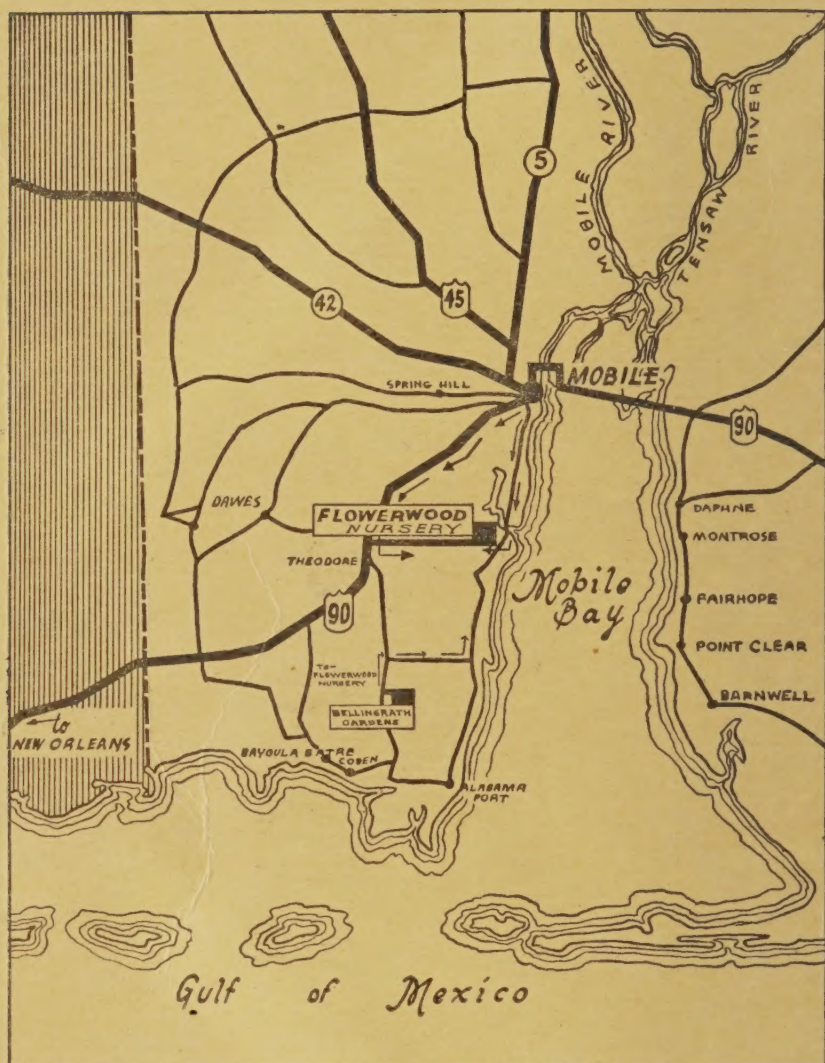 MOBILE RIVER
TENSAW RIVER
5
45
42
SPRING HILL
MOBILE
90
DAWES
FLOWERWOOD
NURSERY
THEODORE
DAPHNE
MONTROSE
Mobile
Bay
FAIRHOPE
90
POINT CLEAR
TO-
FLOWERWOOD
NURSERY
BELLINGRATH
GARDENS
BARNWELL
to
NEW ORLEANS
BAYOULA BATRE
CODEN
ALABAMA
PORT
Gulf of Mexico